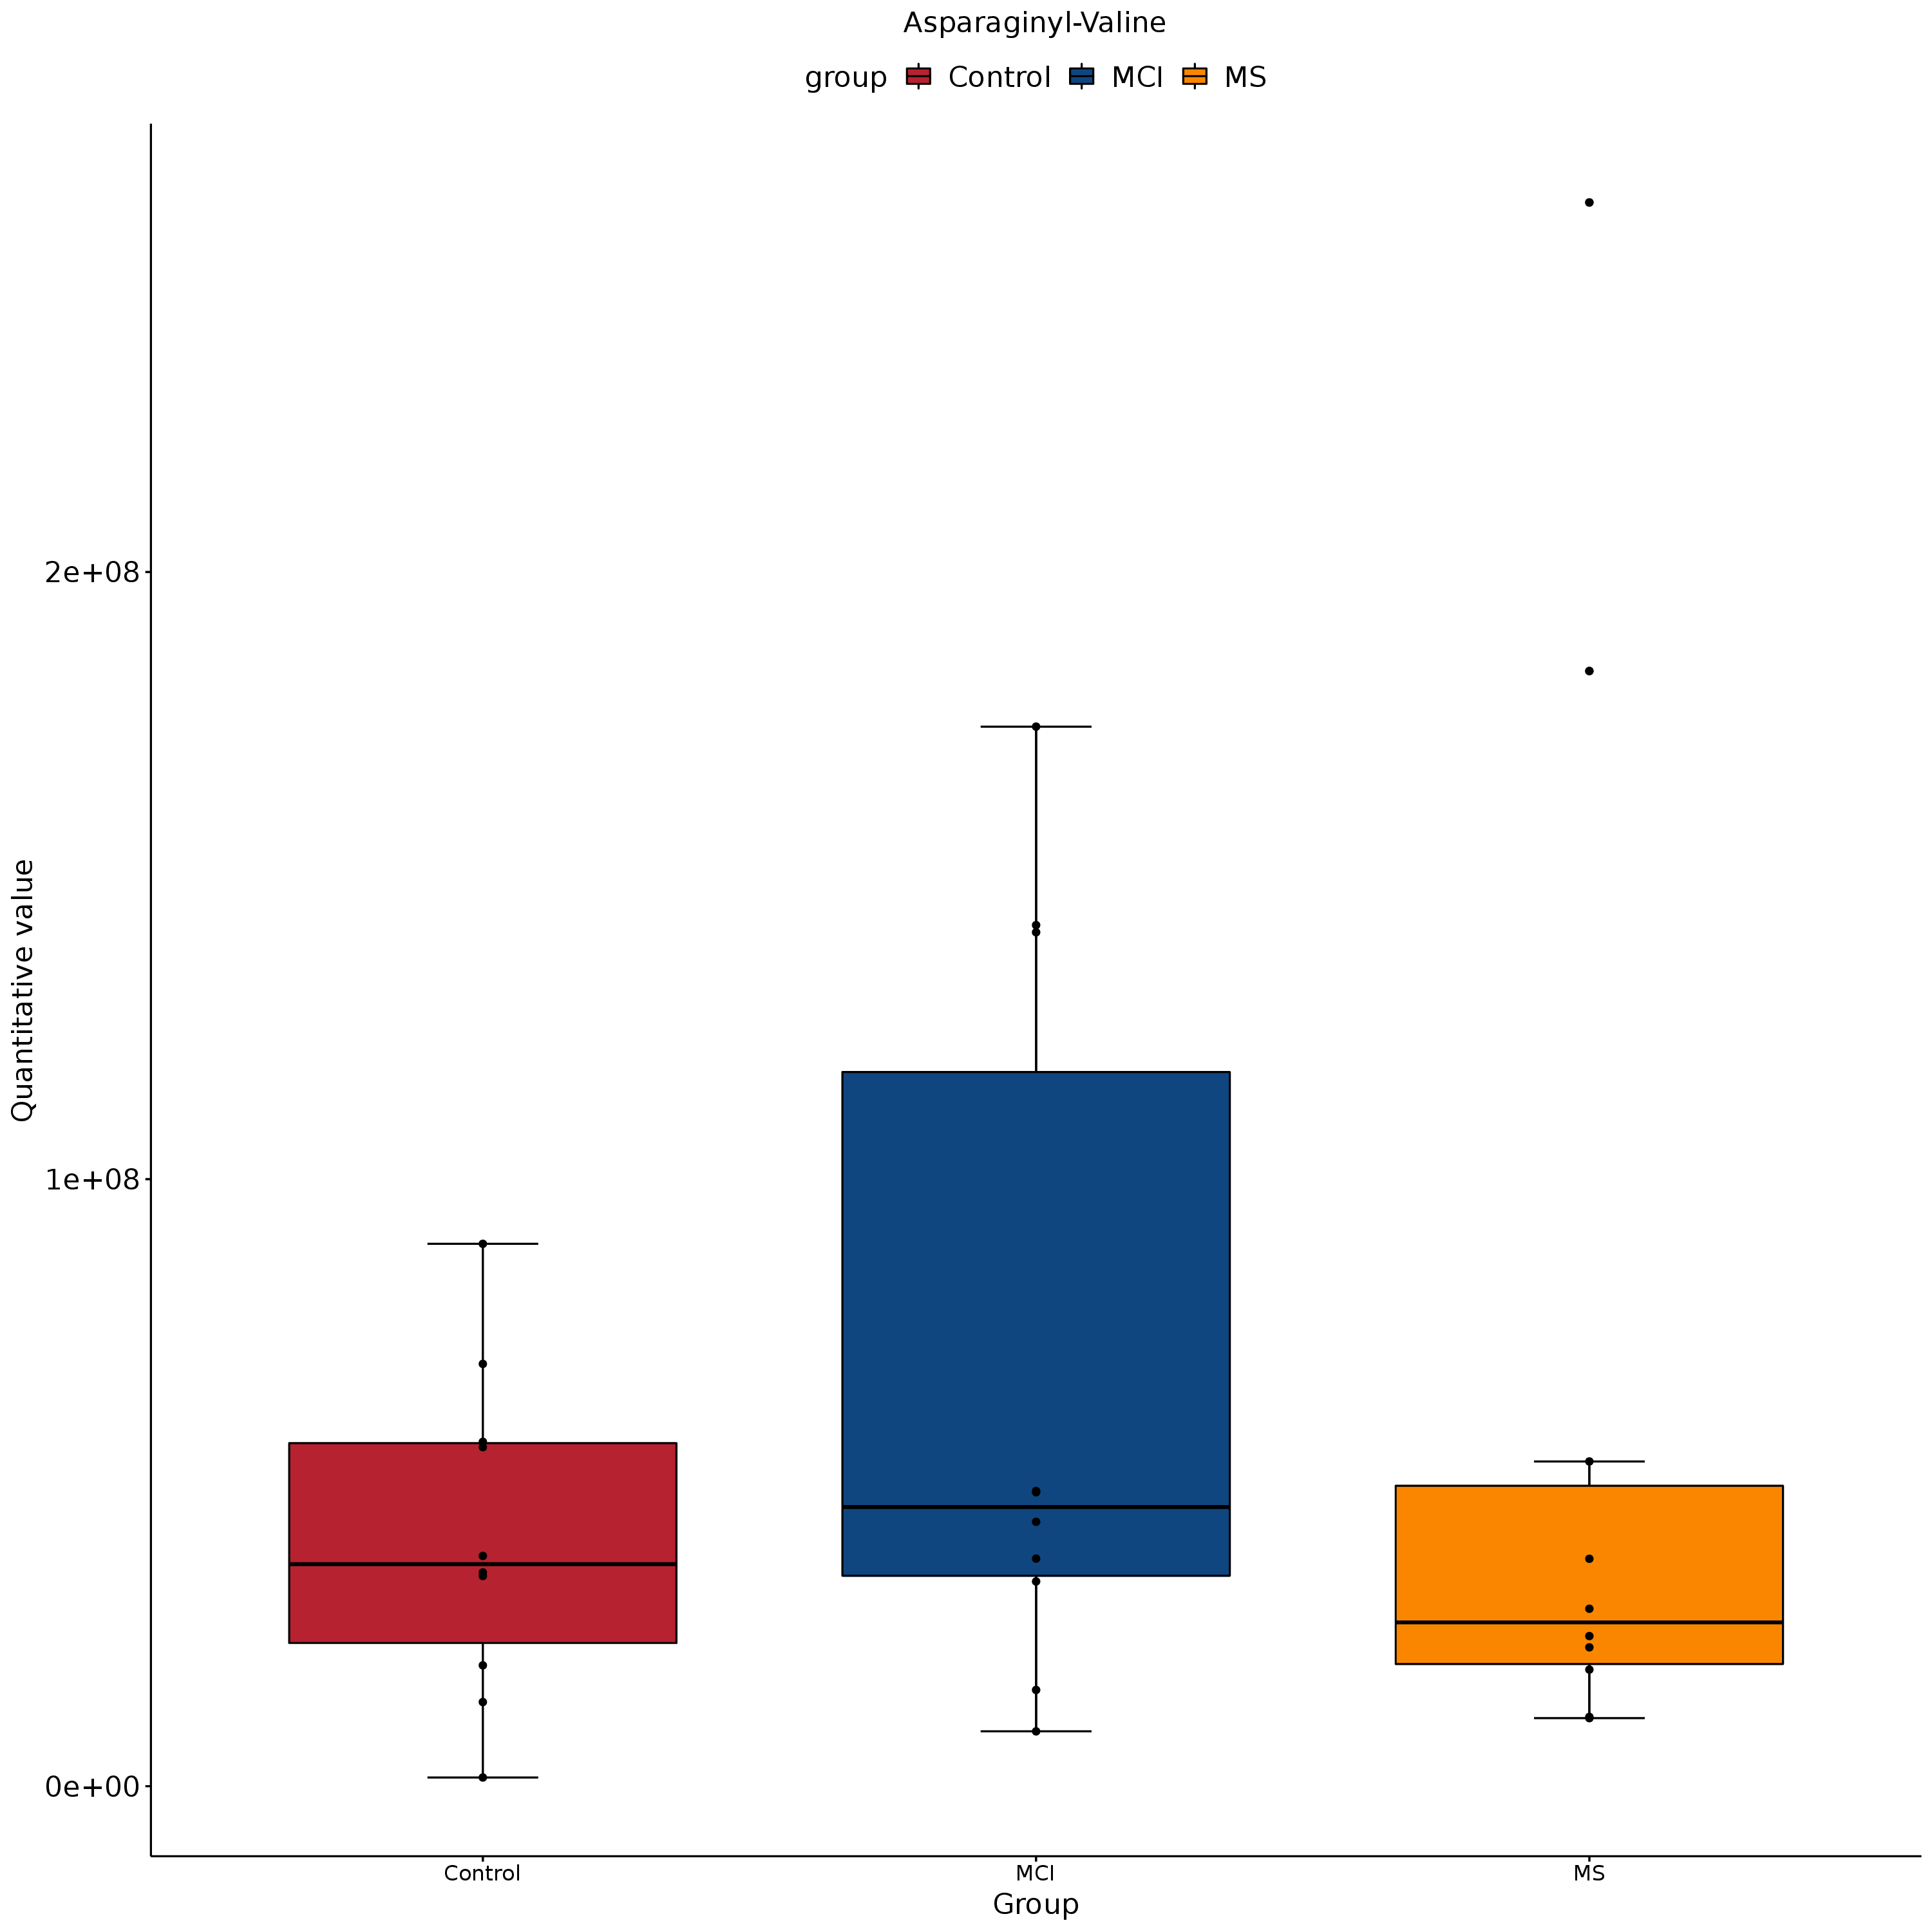 Asparaginyl-Valine
group Control MCI MS
Quantitative value
2e+08
1e+08
0e+00
Control MCI MS
Group